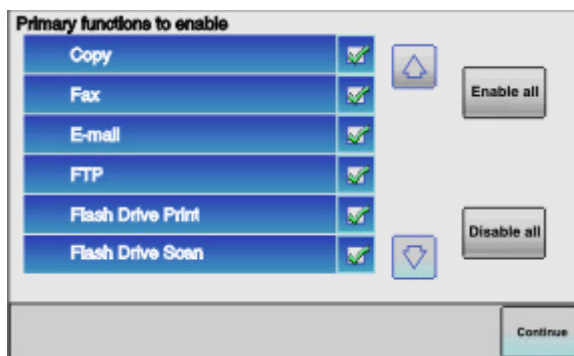 Primary functions to enable
Copy
Fax
E-mail
FTP
Flash Drive Print
Flash Drive Scan
Enable all
Disable all
Continue